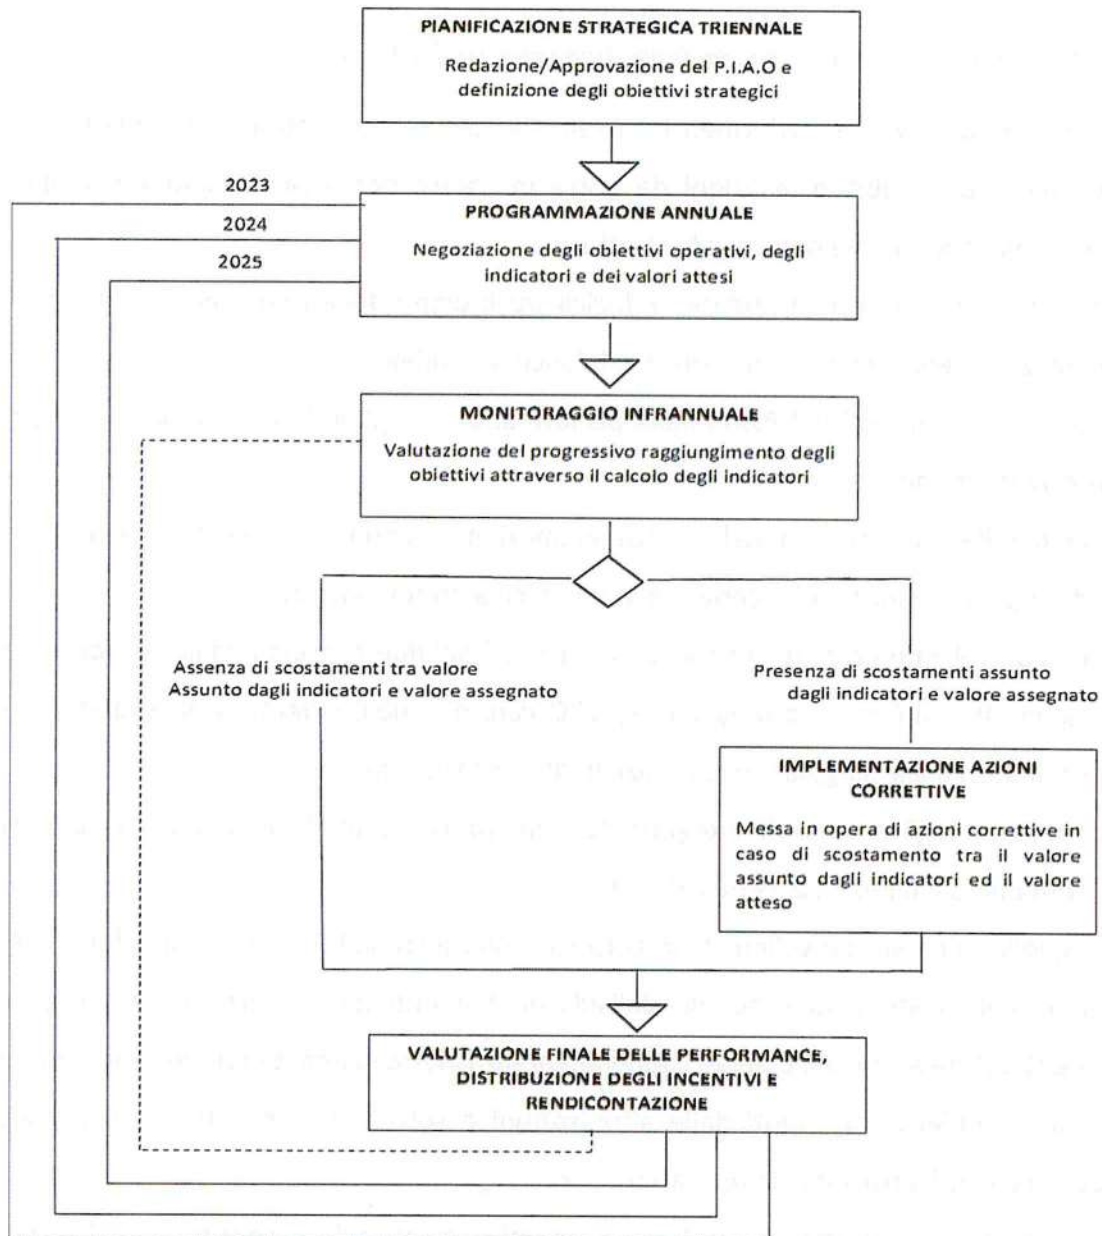 PIANIFICAZIONE STRATEGICA TRIENNALE
Redazione/Approvazione del P.I.A.O e
definizione degli obiettivi strategici
2023
2024
2025
PROGRAMMAZIONE ANNUALE
Negoziazione degli obiettivi operativi, degli
indicatori e dei valori attesi
MONITORAGGIO INFRANNUALE
Valutazione del progressivo raggiungimento degli
obiettivi attraverso il calcolo degli indicatori
Assenza di scostamenti tra valore
Assunto dagli indicatori e valore assegnato
Presenza di scostamenti assunto
dagli indicatori e valore assegnato
IMPLEMENTAZIONE AZIONI
CORRETTIVE
Messa in opera di azioni correttive in
caso di scostamento tra il valore
assunto dagli indicatori ed il valore
atteso
VALUTAZIONE FINALE DELLE PERFORMANCE,
DISTRIBUZIONE DEGLI INCENTIVI E
RENDICONTAZIONE